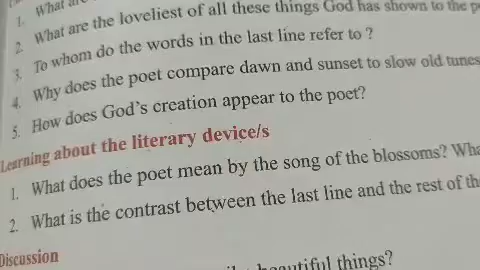 1. What are
2. What are the loveliest of all these things God has shown to the
3. To whom do the words in the last line refer to ?
4. Why does the poet compare dawn and sunset to slow old tunes
5. How does God's creation appear to the poet?
Learning about the literary device/s
1. What does the poet mean by the song of the blossoms?
2. What is the contrast between the last line and the rest of
Discussion
beautiful things?